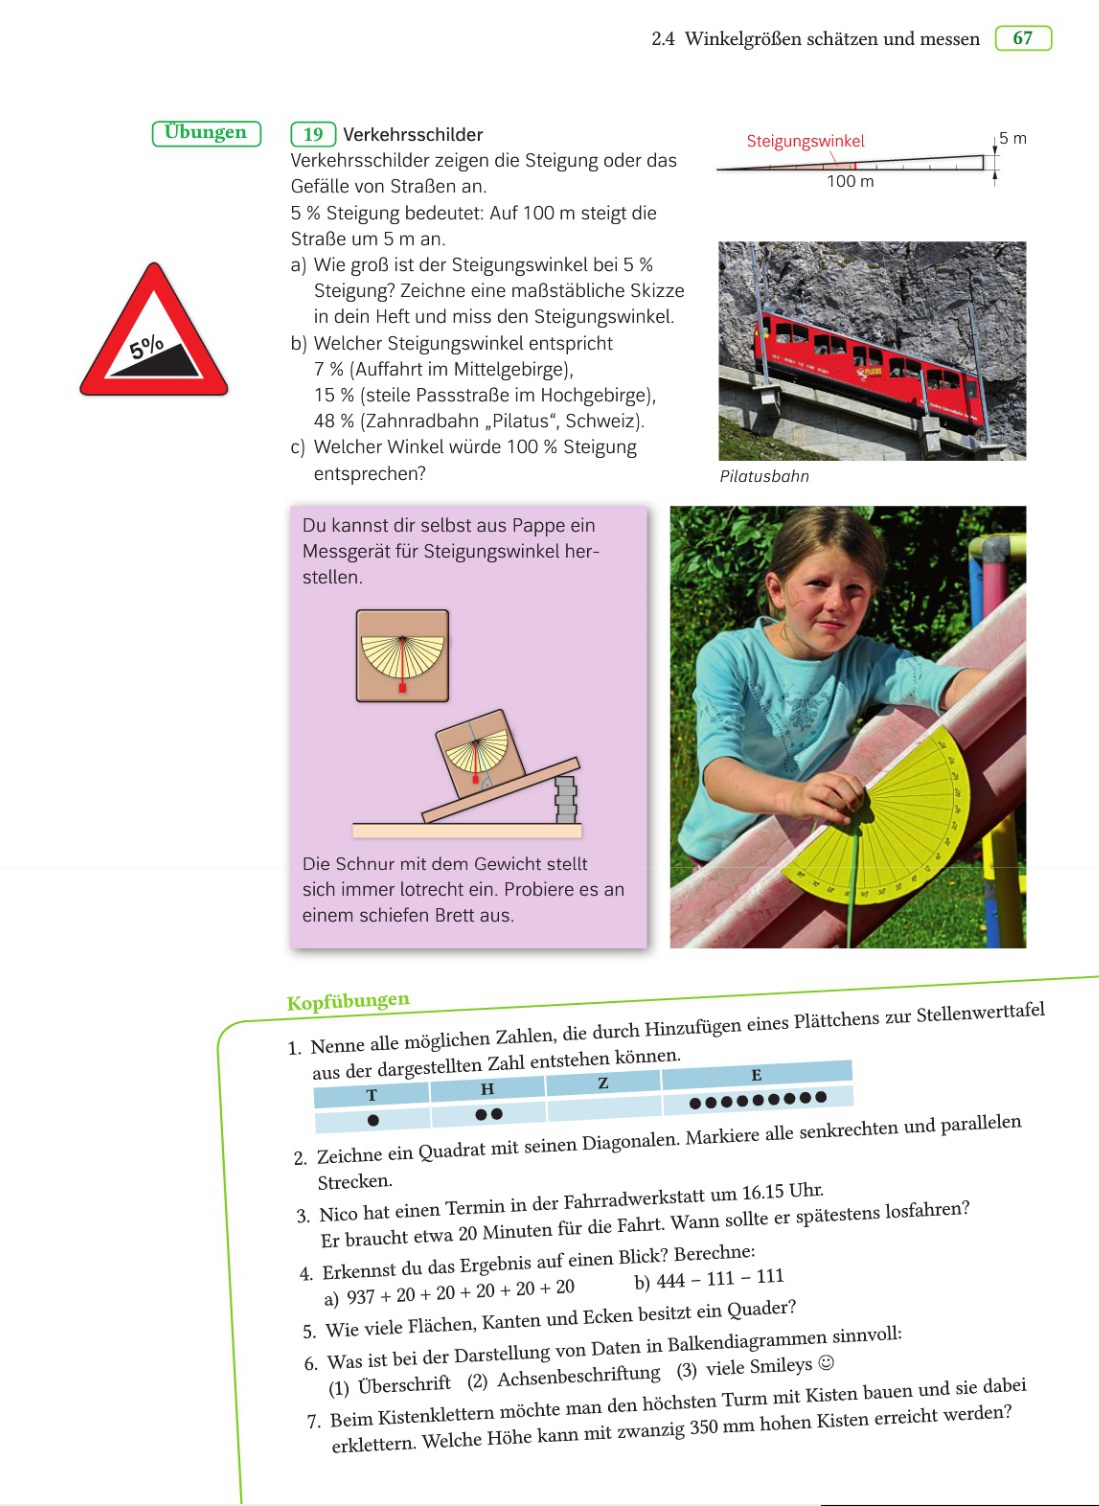 2.4 Winkelgrößen schätzen und messen 67
Übungen
19 Verkehrsschilder
Verkehrsschilder zeigen die Steigung oder das
Gefälle von Straßen an.
5 % Steigung bedeutet: Auf 100 m steigt die
Straße um 5 m an.
a) Wie groß ist der Steigungswinkel bei 5 %
Steigung? Zeichne eine maßstäbliche Skizze
in dein Heft und miss den Steigungswinkel.
b) Welcher Steigungswinkel entspricht
7 % (Auffahrt im Mittelgebirge),
15 % (steile Passstraße im Hochgebirge),
48 % (Zahnradbahn „Pilatus“, Schweiz).
c) Welcher Winkel würde 100 % Steigung
entsprechen?
Steigungswinkel
5 m
100 m
5%
Pilatusbahn
Du kannst dir selbst aus Pappe ein
Messgerät für Steigungswinkel her-
stellen.
Die Schnur mit dem Gewicht stellt
sich immer lotrecht ein. Probiere es an
einem schiefen Brett aus.
Kopfübungen
1. Nenne alle möglichen Zahlen, die durch Hinzufügen eines Plättchens zur Stellenwerttafel
aus der dargestellten Zahl entstehen können.
T H Z E
2. Zeichne ein Quadrat mit seinen Diagonalen. Markiere alle senkrechten und parallelen
Strecken.
3. Nico hat einen Termin in der Fahrradwerkstatt um 16.15 Uhr.
Er braucht etwa 20 Minuten für die Fahrt. Wann sollte er spätestens losfahren?
4. Erkennst du das Ergebnis auf einen Blick? Berechne:
a) 937 + 20 + 20 + 20 + 20 + 20 b) 444 – 111 – 111
5. Wie viele Flächen, Kanten und Ecken besitzt ein Quader?
6. Was ist bei der Darstellung von Daten in Balkendiagrammen sinnvoll:
(1) Überschrift (2) Achsenbeschriftung (3) viele Smileys ☺
7. Beim Kistenklettern möchte man den höchsten Turm mit Kisten bauen und sie dabei
erklettern. Welche Höhe kann mit zwanzig 350 mm hohen Kisten erreicht werden?